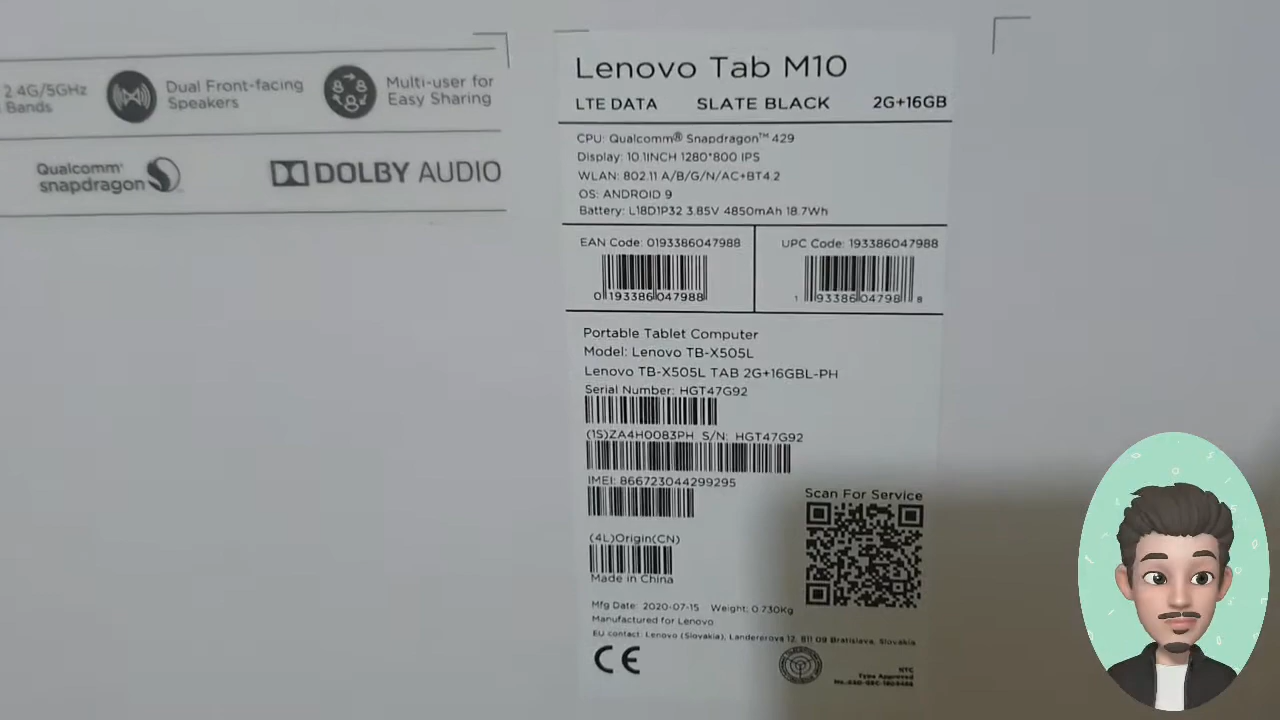 2.4G/5GHz
Bands
Dual Front-facing
Speakers
Multi-user for
Easy Sharing
Qualcomm
snapdragon
DOLBY AUDIO
Lenovo Tab M10
LTE DATA SLATE BLACK 2G+16GB
CPU: Qualcomm® Snapdragon™ 429
Display: 10.1INCH 1280*800 IPS
WLAN: 802.11 A/B/G/N/AC+BT4.2
OS: ANDROID 9
Battery: L18D1P32 3.85V 4850mAh 18.7Wh
EAN Code: 0193386047988
0 193386 047988
UPC Code: 193386047988
1 93386 04798 8
Portable Tablet Computer
Model: Lenovo TB-X505L
Lenovo TB-X505L TAB 2G+16GBL-PH
Serial Number: HGT47G92
(1S)ZA4H0083PH S/N: HGT47G92
IMEI: 866723044299295
Scan For Service
(4L)Origin(CN)
Made in China
Mfg Date: 2020-07-15 Weight: 0.730Kg
Manufactured for Lenovo
EU contact: Lenovo (Slovakia), Landererova 12, 811 09 Bratislava, Slovakia
CE
NTC
Type Approved